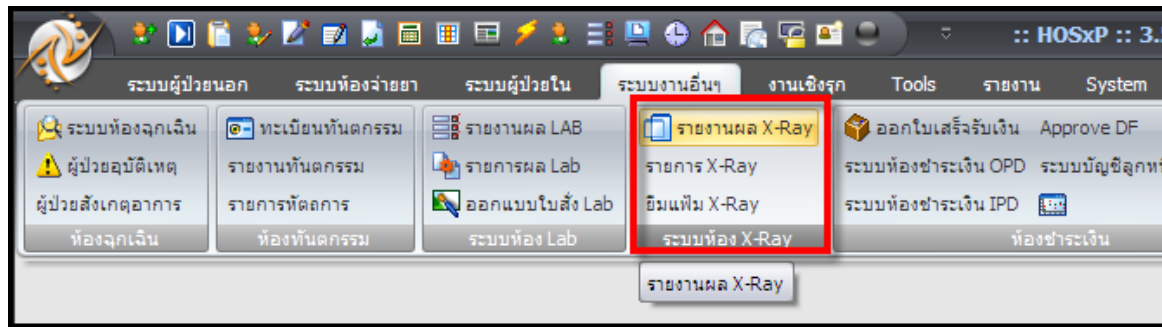 :: HOSxP :: 3.
ระบบผู้ป่วยนอก ระบบห้องจ่ายยา ระบบผู้ป่วยใน ระบบงานอื่นๆ งานเชิงรุก Tools รายงาน System
ระบบห้องฉุกเฉิน ทะเบียนทันตกรรม รายงานผล LAB รายงานผล X-Ray ออกใบเสร็จรับเงิน Approve DF
ผู้ป่วยอุบัติเหตุ รายงานทันตกรรม รายการผล Lab รายการ X-Ray ระบบห้องชำระเงิน OPD ระบบบัญชีลูกหนี้
ผู้ป่วยสังเกตอาการ รายการหัตถการ ออกแบบใบสั่ง Lab ยืมแฟ้ม X-Ray ระบบห้องชำระเงิน IPD
ห้องฉุกเฉิน ห้องทันตกรรม ระบบห้อง Lab ระบบห้อง X-Ray ห้องชำระเงิน
รายงานผล X-Ray